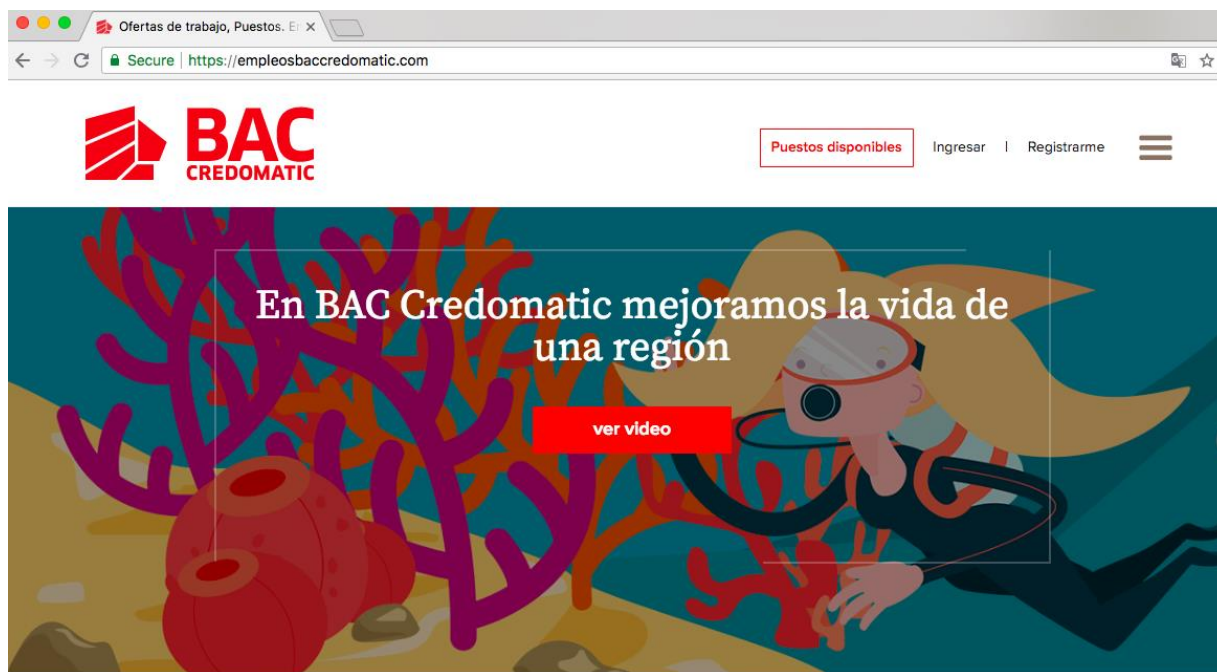 Ofertas de trabajo, Puestos. E
Secure | https://empleosbaccredomatic.com
BAC
CREDOMATIC
Puestos disponibles Ingresar | Registrarme
En BAC Credomatic mejoramos la vida de
una región
ver video